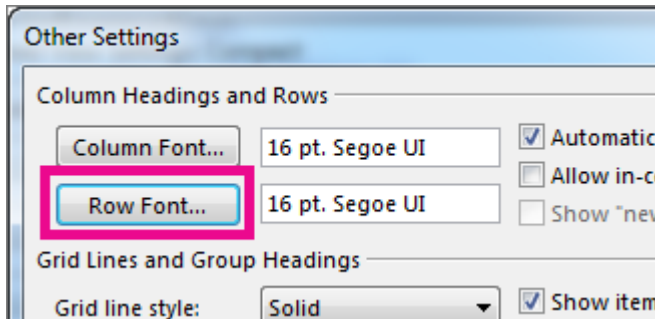 Other Settings
Column Headings and Rows
Column Font... 16 pt. Segoe UI Automatic
Row Font... 16 pt. Segoe UI Allow in-c
Show "new
Grid Lines and Group Headings
Grid line style: Solid Show item